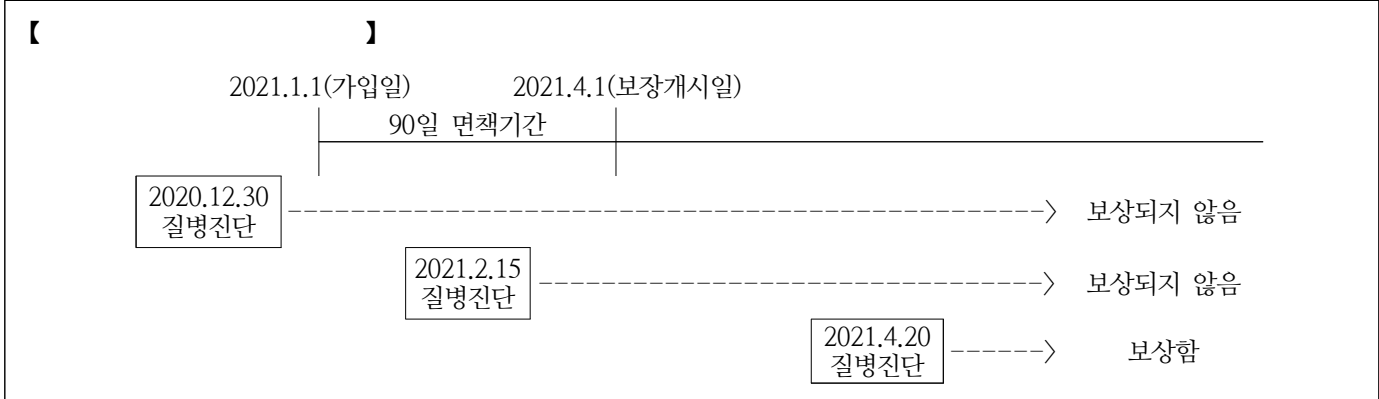 【 】
2021.1.1(가입일) 2021.4.1(보장개시일)
90일 면책기간
2020.12.30
질병진단
보상되지 않음
2021.2.15
질병진단
보상되지 않음
2021.4.20
질병진단
보상함